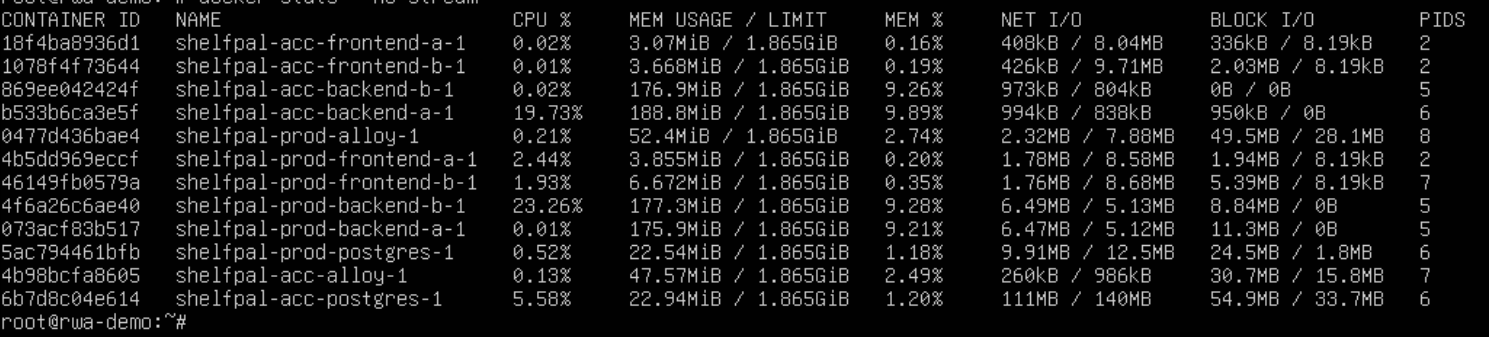 root@rwa-demo:~# docker stats --no-stream
CONTAINER ID NAME CPU % MEM USAGE / LIMIT MEM % NET I/O BLOCK I/O PIDS
18f4ba8936d1 shelfpal-acc-frontend-a-1 0.02% 3.07MiB / 1.865GiB 0.16% 408kB / 8.04MB 336kB / 8.19kB 2
1078f4f73644 shelfpal-acc-frontend-b-1 0.01% 3.668MiB / 1.865GiB 0.19% 426kB / 9.71MB 2.03MB / 8.19kB 2
869ee042424f shelfpal-acc-backend-b-1 0.02% 176.9MiB / 1.865GiB 9.26% 973kB / 804kB 0B / 0B 5
b533b6ca3e5f shelfpal-acc-backend-a-1 19.73% 188.8MiB / 1.865GiB 9.89% 994kB / 838kB 950kB / 0B 6
0477d436bae4 shelfpal-prod-alloy-1 0.21% 52.4MiB / 1.865GiB 2.74% 2.32MB / 7.88MB 49.5MB / 28.1MB 8
4b5dd969eccf shelfpal-prod-frontend-a-1 2.44% 3.855MiB / 1.865GiB 0.20% 1.78MB / 8.58MB 1.94MB / 8.19kB 2
46149fb0579a shelfpal-prod-frontend-b-1 1.93% 6.672MiB / 1.865GiB 0.35% 1.76MB / 8.68MB 5.39MB / 8.19kB 7
4f6a26c6ae40 shelfpal-prod-backend-b-1 23.26% 177.3MiB / 1.865GiB 9.28% 6.49MB / 5.13MB 8.84MB / 0B 5
073acf83b517 shelfpal-prod-backend-a-1 0.01% 175.9MiB / 1.865GiB 9.21% 6.47MB / 5.12MB 11.3MB / 0B 5
5ac794461bfb shelfpal-prod-postgres-1 0.52% 22.54MiB / 1.865GiB 1.18% 9.91MB / 12.5MB 24.5MB / 1.8MB 6
4b98bcfa8605 shelfpal-acc-alloy-1 0.13% 47.57MiB / 1.865GiB 2.49% 260kB / 986kB 30.7MB / 15.8MB 7
6b7d8c04e614 shelfpal-acc-postgres-1 5.58% 22.94MiB / 1.865GiB 1.20% 111MB / 140MB 54.9MB / 33.7MB 6
root@rwa-demo:~#